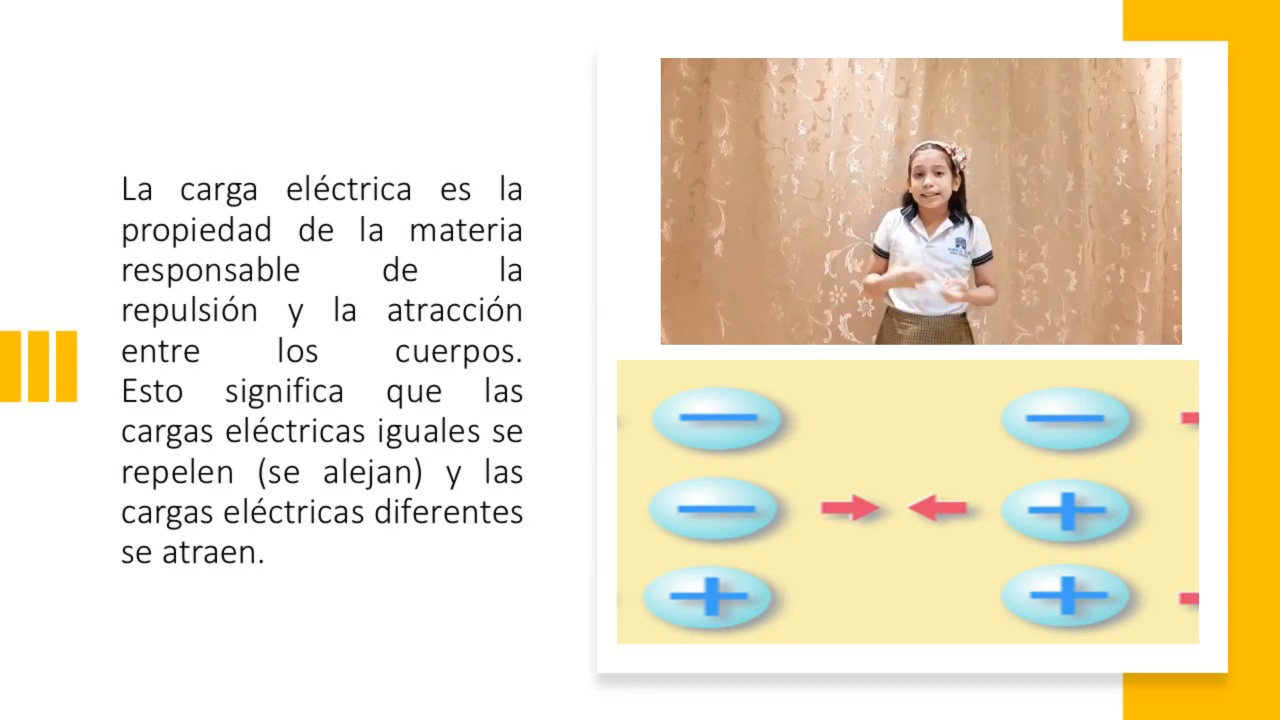 La carga eléctrica es la
propiedad de la materia
responsable de la
repulsión y la atracción
entre los cuerpos.
Esto significa que las
cargas eléctricas iguales se
repelen (se alejan) y las
cargas eléctricas diferentes
se atraen.